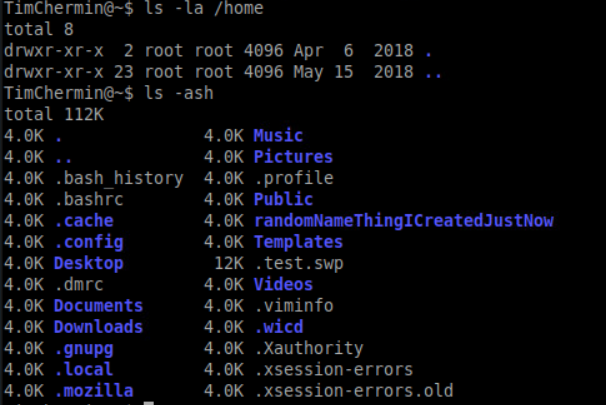 TimChermin@~$ ls -la /home
total 8
drwxr-xr-x  2 root root 4096 Apr  6  2018 .
drwxr-xr-x 23 root root 4096 May 15  2018 ..
TimChermin@~$ ls -ash
total 112K
4.0K .              4.0K Music
4.0K ..             4.0K Pictures
4.0K .bash_history  4.0K .profile
4.0K .bashrc        4.0K Public
4.0K .cache         4.0K randomNameThingICreatedJustNow
4.0K .config        4.0K Templates
4.0K Desktop         12K .test.swp
4.0K .dmrc          4.0K Videos
4.0K Documents      4.0K .viminfo
4.0K Downloads      4.0K .wicd
4.0K .gnupg         4.0K .Xauthority
4.0K .local         4.0K .xsession-errors
4.0K .mozilla       4.0K .xsession-errors.old